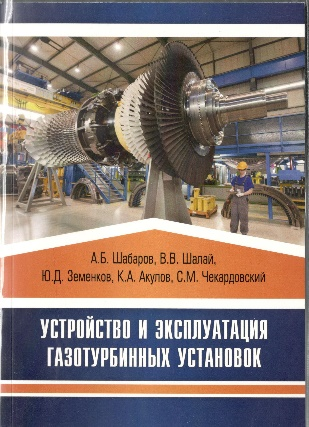 А.Б. Шабаров, В.В. Шалай,
Ю.Д. Земенков, К.А. Акулов, С.М. Чекардовский
УСТРОЙСТВО И ЭКСПЛУАТАЦИЯ
ГАЗОТУРБИННЫХ УСТАНОВОК